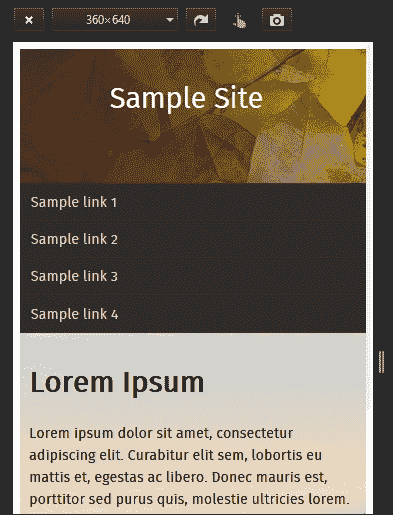 360×640
Sample Site
Sample link 1
Sample link 2
Sample link 3
Sample link 4
Lorem Ipsum
Lorem ipsum dolor sit amet, consectetur
adipiscing elit. Curabitur elit sem, lobortis eu
mattis et, egestas ac libero. Donec mauris est,
porttitor sed purus quis, molestie ultricies lorem.